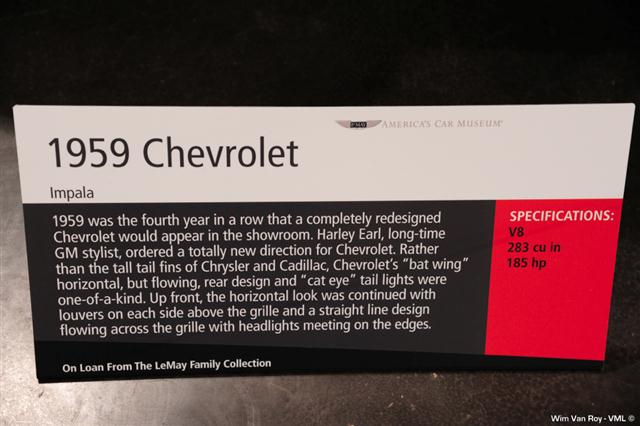 LEMAY AMERICA'S CAR MUSEUM®
1959 Chevrolet
Impala
1959 was the fourth year in a row that a completely redesigned
Chevrolet would appear in the showroom. Harley Earl, long-time
GM stylist, ordered a totally new direction for Chevrolet. Rather
than the tall tail fins of Chrysler and Cadillac, Chevrolet's “bat wing”
horizontal, but flowing, rear design and “cat eye” tail lights were
one-of-a-kind. Up front, the horizontal look was continued with
louvers on each side above the grille and a straight line design
flowing across the grille with headlights meeting on the edges.
On Loan From The LeMay Family Collection
SPECIFICATIONS:
V8
283 cu in
185 hp
Wim Van Roy - VML ©